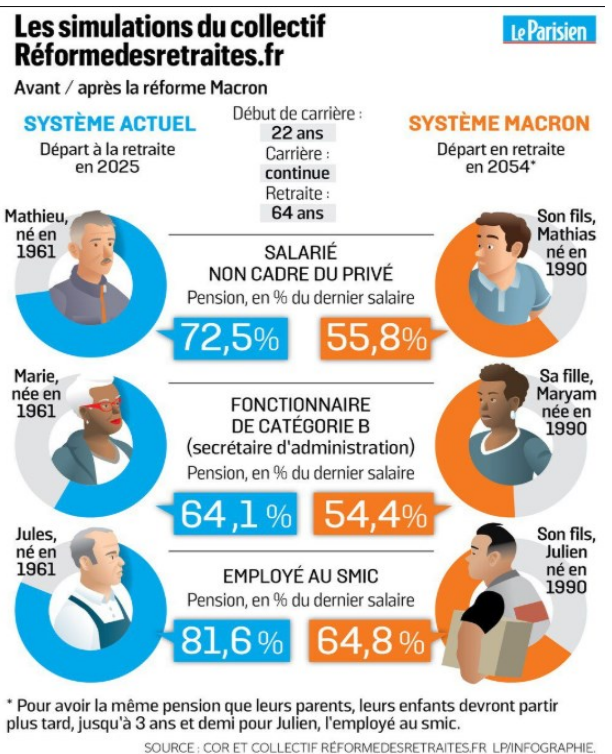 Les simulations du collectif
Réformedesretraites.fr
Le Parisien
Avant / après la réforme Macron
SYSTÈME ACTUEL
Départ à la retraite
en 2025
Début de carrière :
22 ans
Carrière :
continue
Retraite :
64 ans
SYSTÈME MACRON
Départ en retraite
en 2054*
Mathieu,
né en
1961
SALARIÉ
NON CADRE DU PRIVÉ
Pension, en % du dernier salaire
72,5%
55,8%
Son fils,
Mathias
né en
1990
Marie,
née en
1961
FONCTIONNAIRE
DE CATÉGORIE B
(secrétaire d'administration)
Pension, en % du dernier salaire
64,1 %
54,4%
Sa fille,
Maryam
née en
1990
Jules,
né en
1961
EMPLOYÉ AU SMIC
Pension, en % du dernier salaire
81,6 %
64,8 %
Son fils,
Julien
né en
1990
* Pour avoir la même pension que leurs parents, leurs enfants devront partir
plus tard, jusqu'à 3 ans et demi pour Julien, l'employé au smic.
SOURCE : COR ET COLLECTIF RÉFORMEDESRETRAITES.FR LP/INFOGRAPHIE.